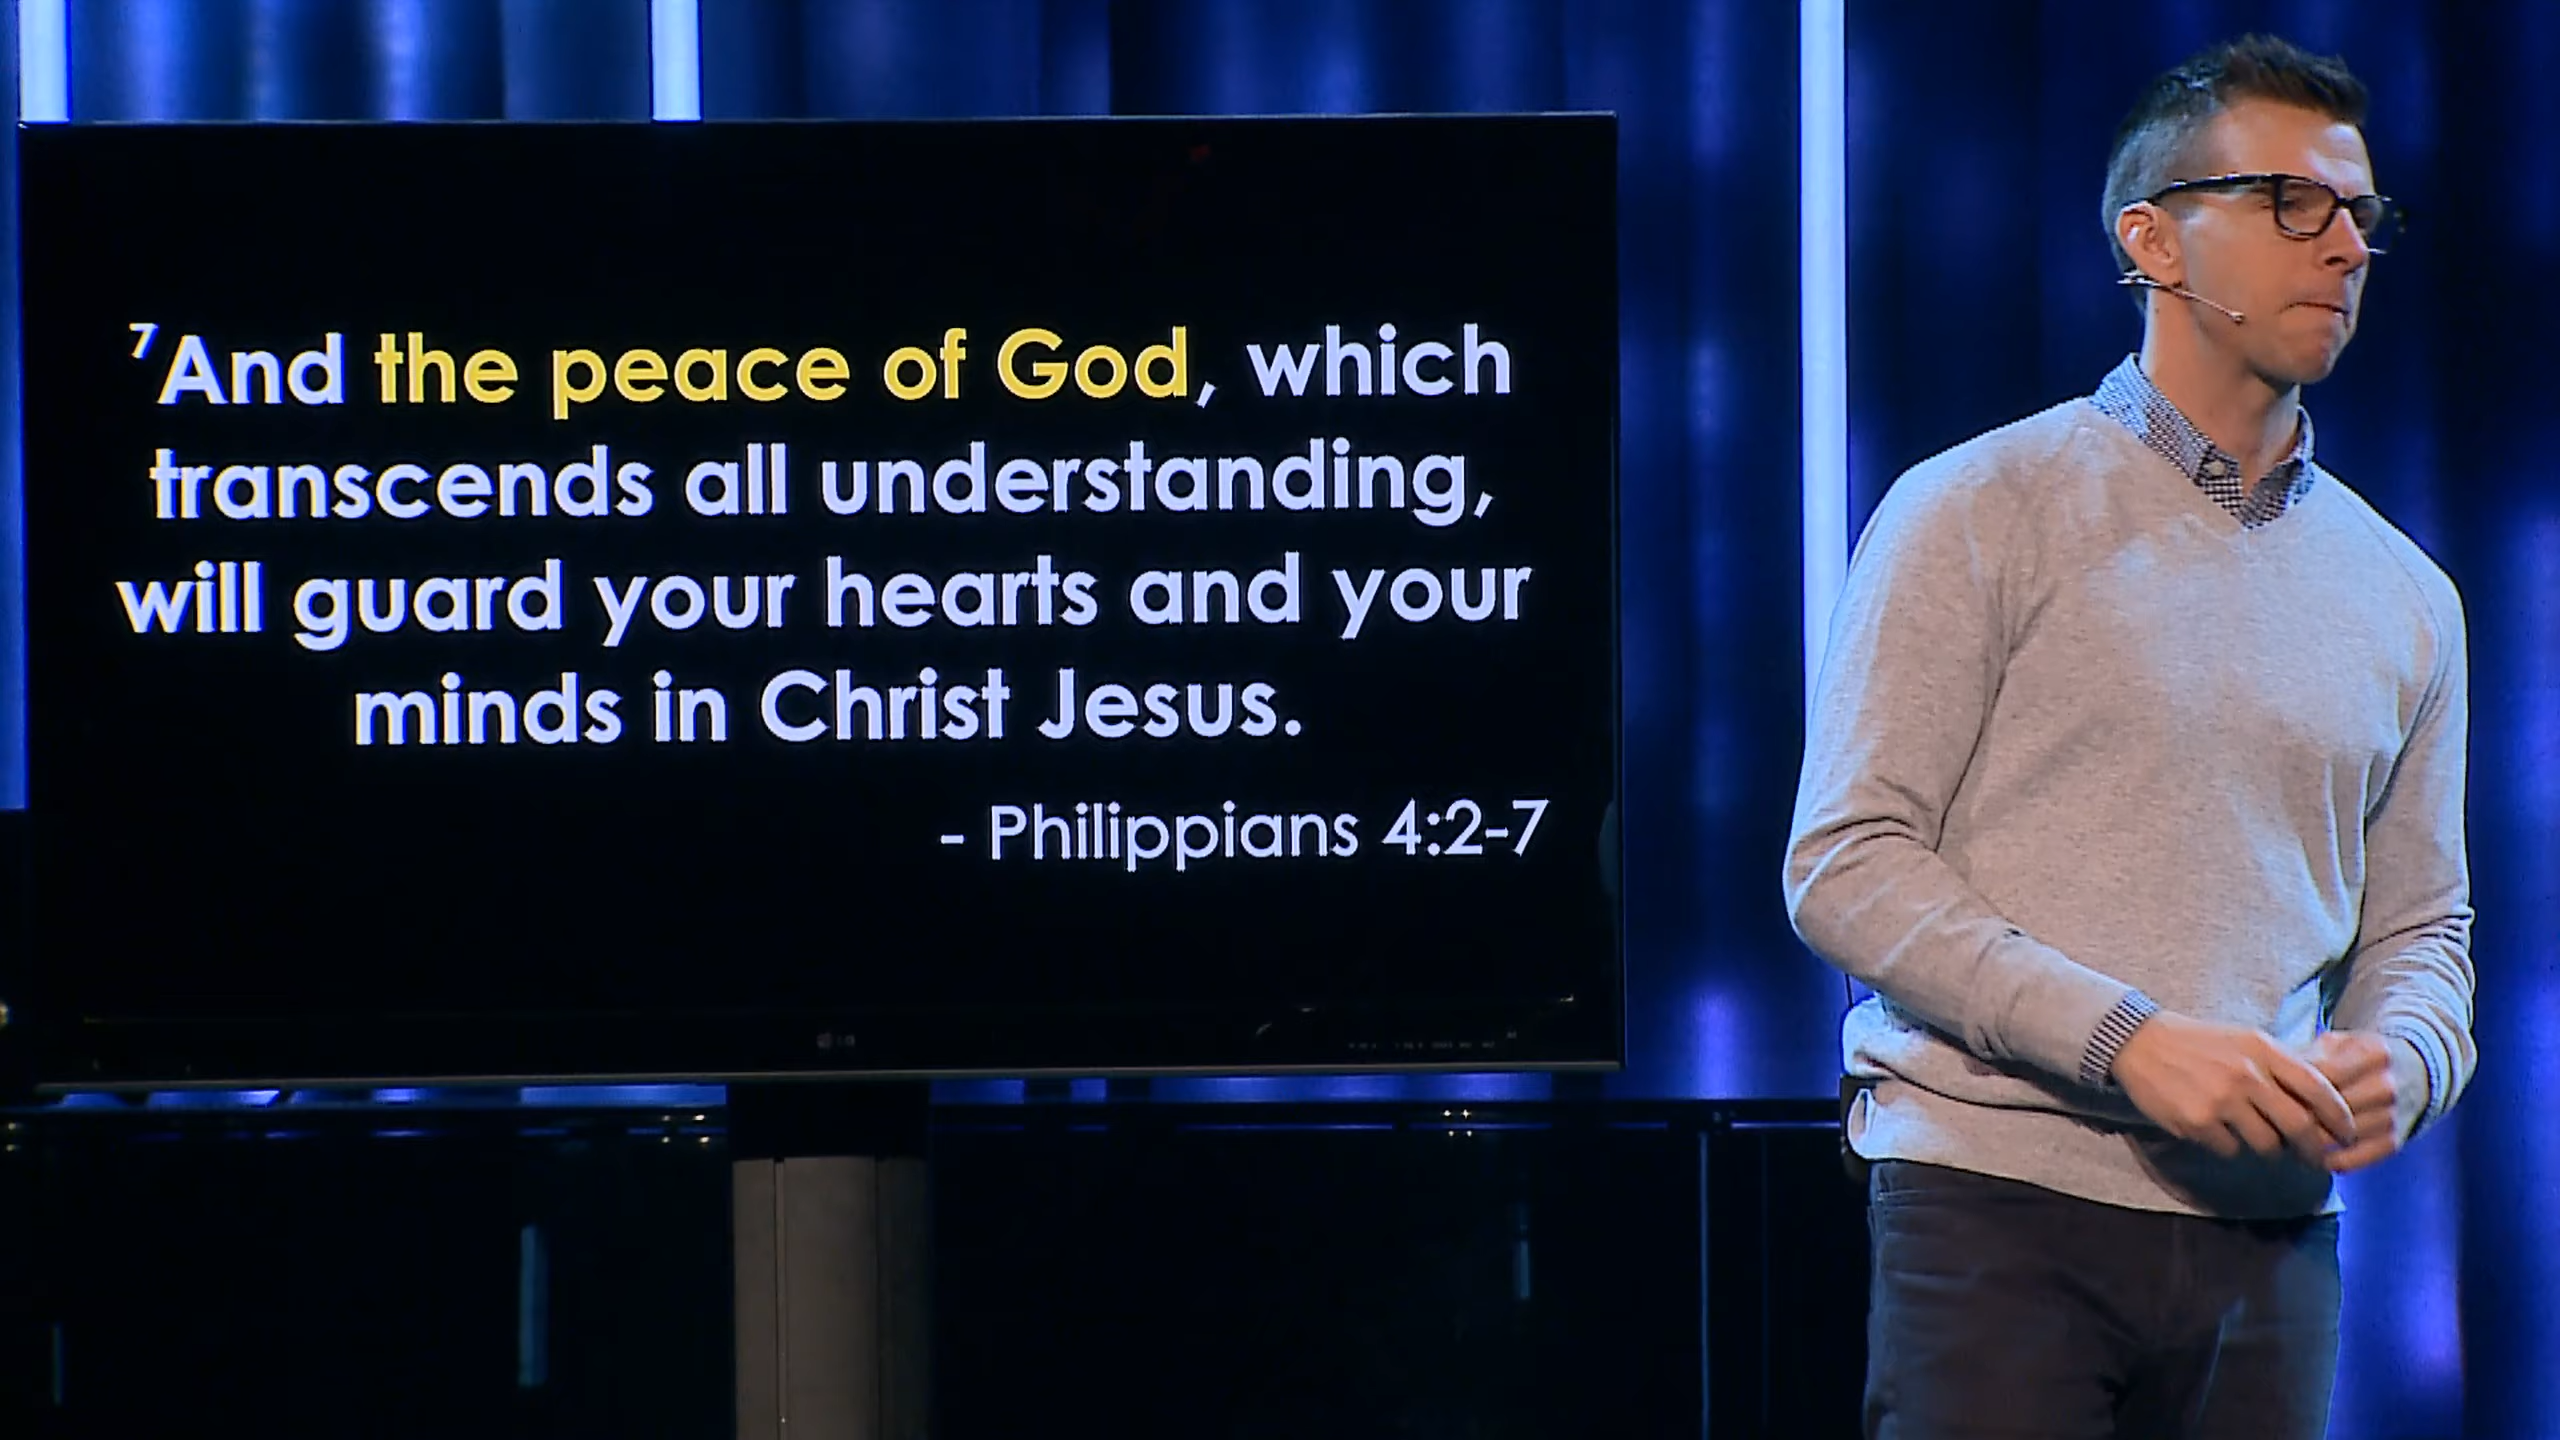 ⁷And the peace of God, which
transcends all understanding,
will guard your hearts and your
minds in Christ Jesus.
- Philippians 4:2-7
LG